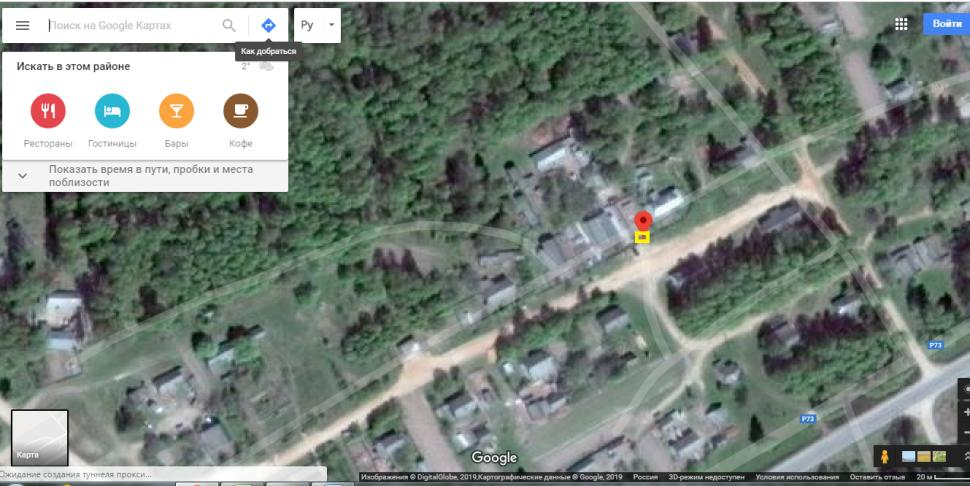 Поиск на Google Картах
Ру
Войти
Как добраться
Искать в этом районе
2°
Рестораны
Гостиницы
Бары
Кофе
Показать время в пути, пробки и места
поблизости
P73
P73
Карта
Google
Ожидание создания туннеля прокси...
Изображения © DigitalGlobe, 2019,Картографические данные © Google, 2019 Россия 3D-режим недоступен Условия использования Оставить отзыв 20 м